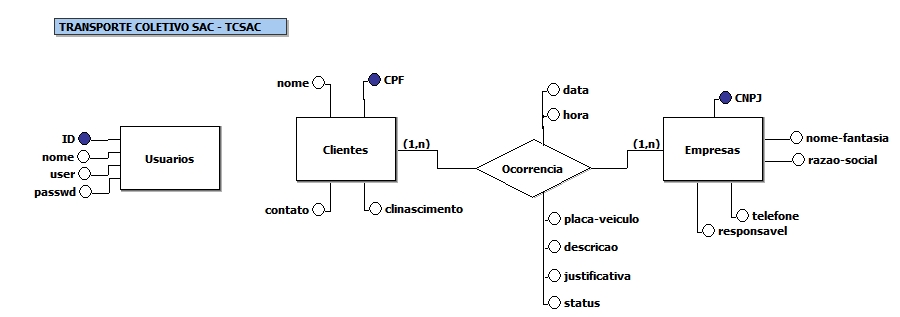 TRANSPORTE COLETIVO SAC - TCSAC
nome
CPF
data
hora
CNPJ
ID
nome
user
passwd
Usuarios
Clientes
(1,n)
Ocorrencia
(1,n)
Empresas
nome-fantasia
razao-social
contato
clinascimento
placa-veiculo
descricao
justificativa
status
telefone
responsavel